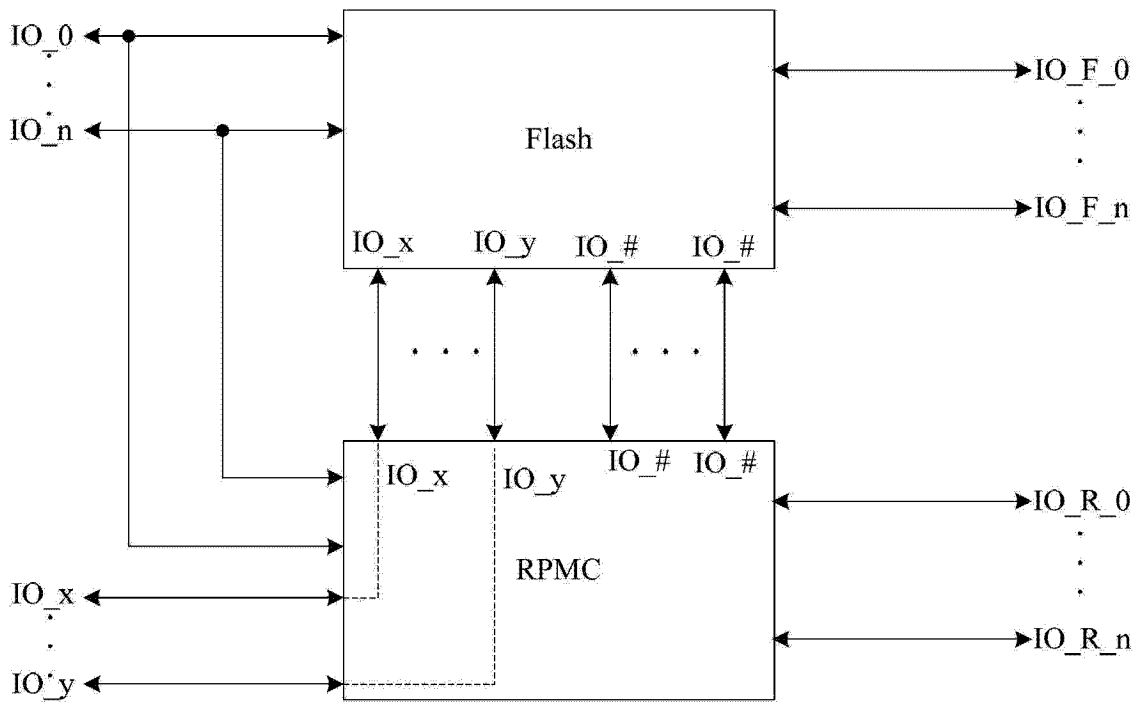 IO_0
IO_F_0
IO_n
Flash
IO_F_n
IO_x IO_y IO_# IO_#
IO_x IO_y IO_# IO_#
IO_R_0
RPMC
IO_x
IO_R_n
IO_y